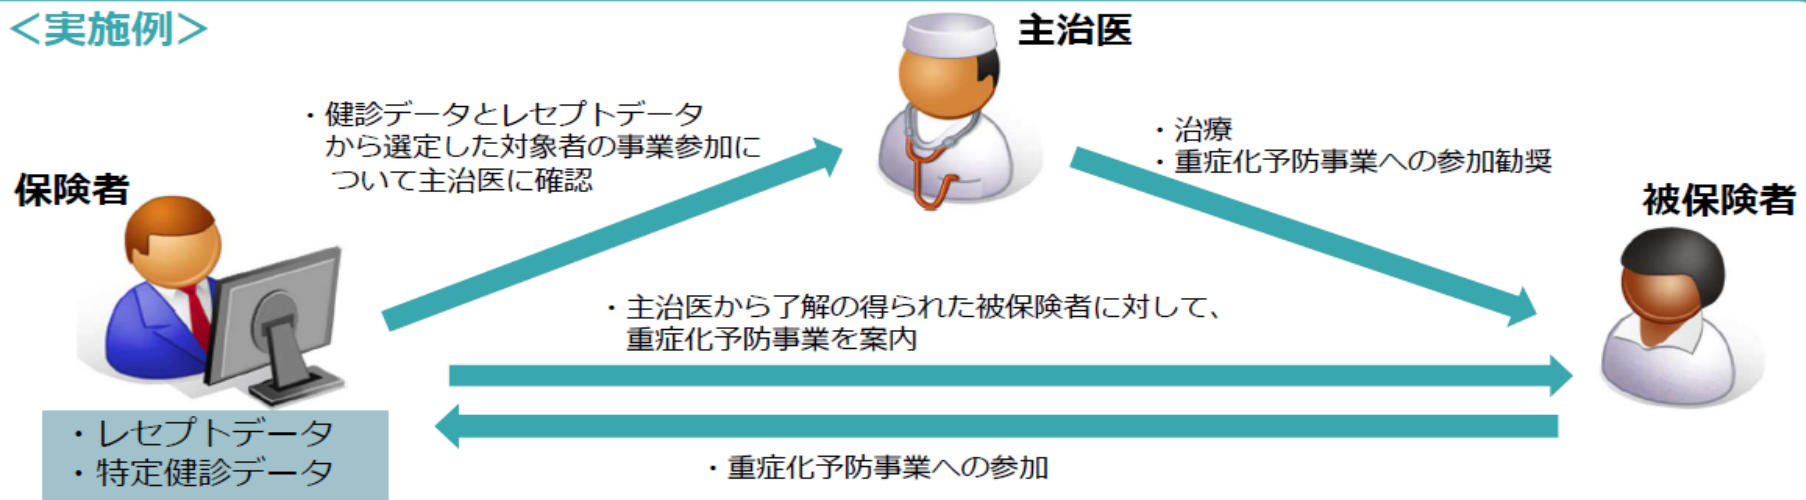 ＜実施例＞
主治医
・健診データとレセプトデータ
から選定した対象者の事業参加に
ついて主治医に確認
・治療
・重症化予防事業への参加勧奨
保険者
被保険者
・主治医から了解の得られた被保険者に対して、
重症化予防事業を案内
・レセプトデータ
・特定健診データ
・重症化予防事業への参加